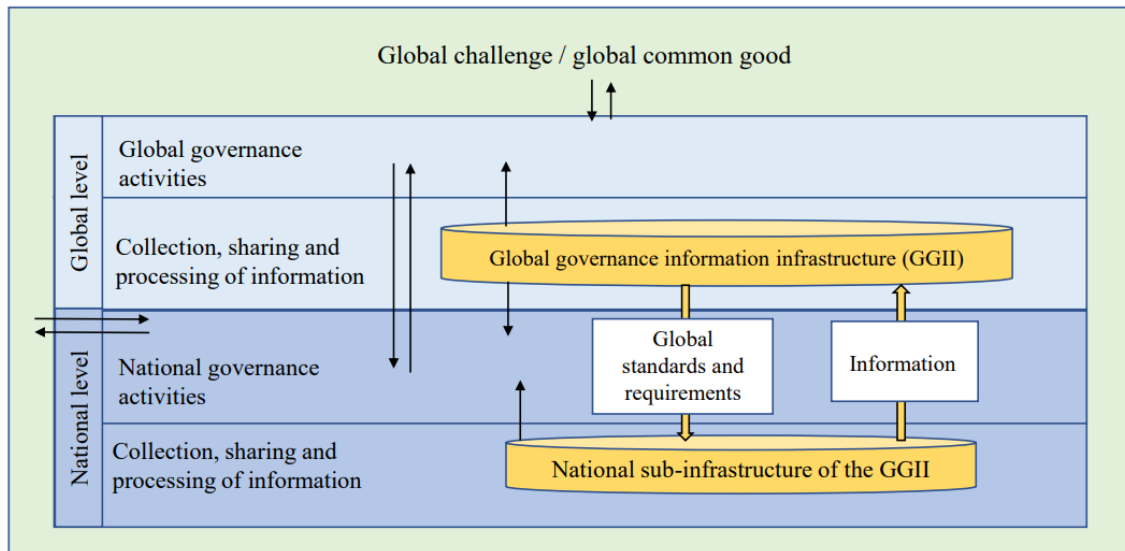 Global challenge / global common good
Global level
Global governance
activities
Collection, sharing and
processing of information
Global governance information infrastructure (GGII)
National level
National governance
activities
Global
standards and
requirements
Information
Collection, sharing and
processing of information
National sub-infrastructure of the GGII